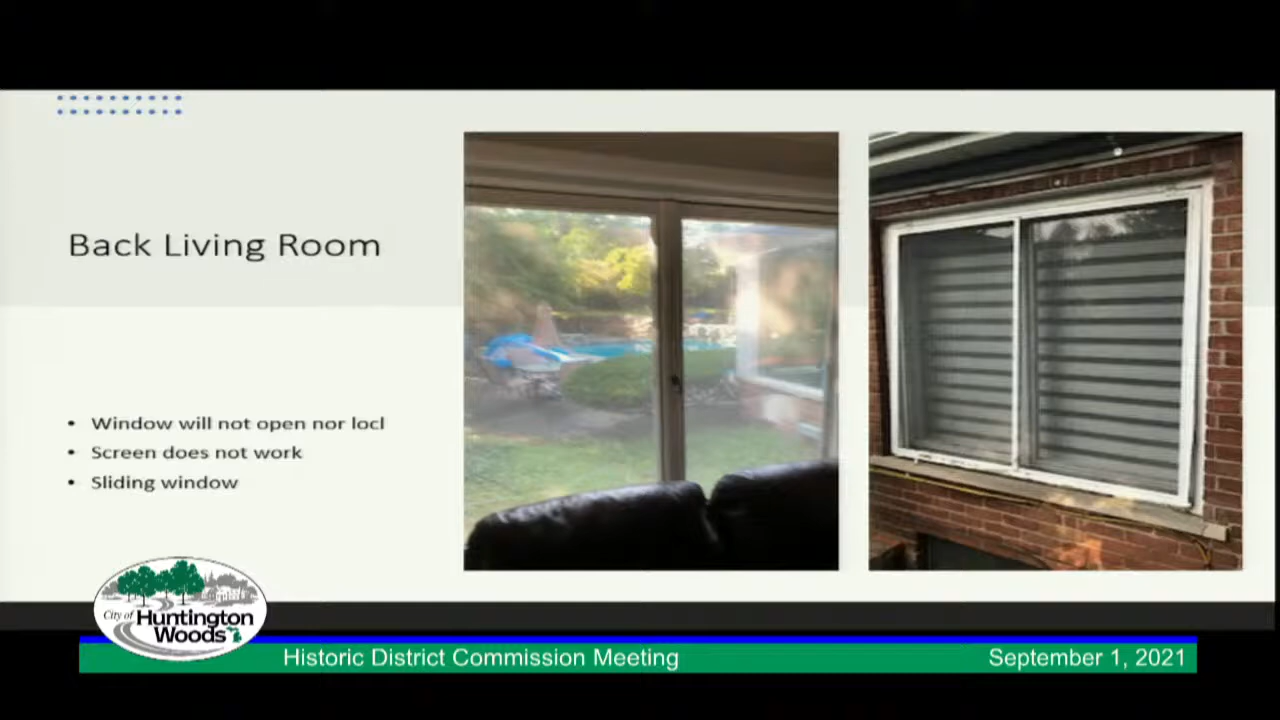 Back Living Room
• Window will not open nor locl
• Screen does not work
• Sliding window
City of
Huntington
Woods
Historic District Commission Meeting
September 1, 2021